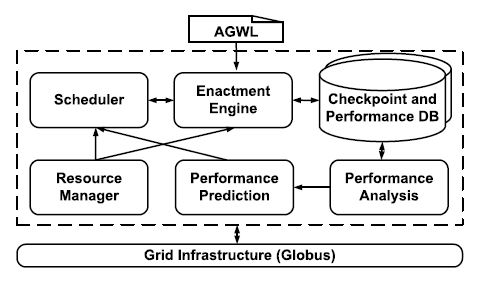 AGWL
Scheduler
Enactment
Engine
Checkpoint and
Performance DB
Resource
Manager
Performance
Prediction
Performance
Analysis
Grid Infrastructure (Globus)